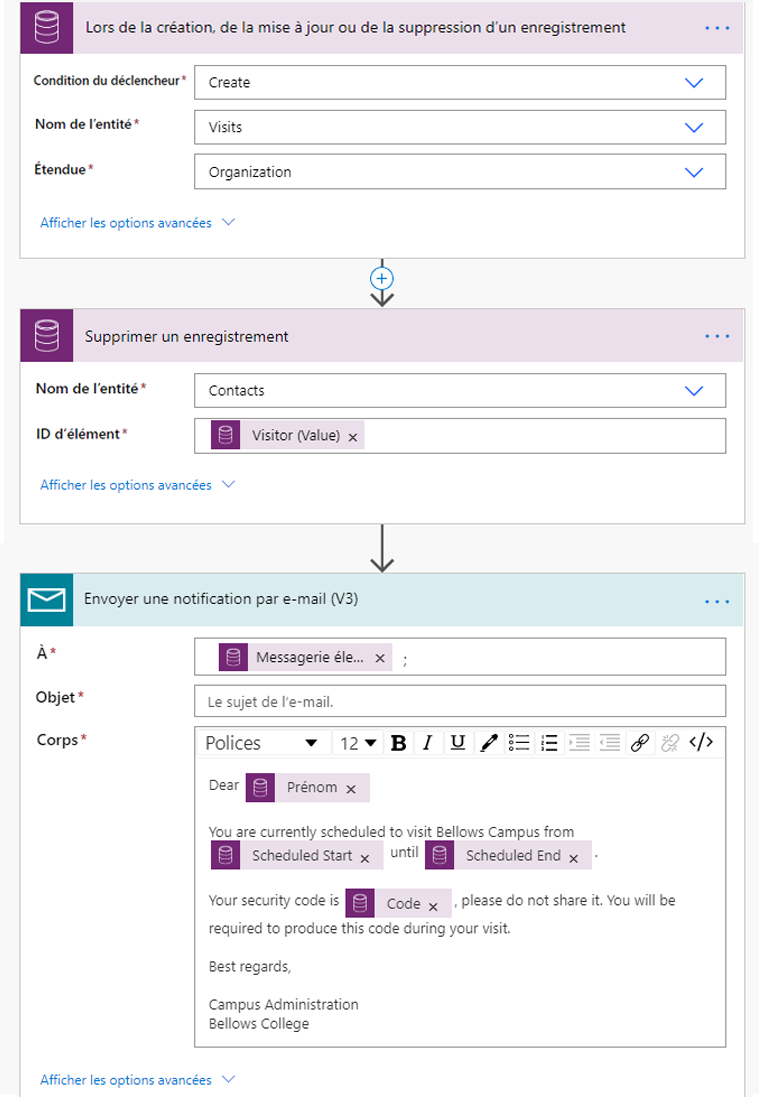 Lors de la création, de la mise à jour ou de la suppression d'un enregistrement
Condition du déclencheur* Create
Nom de l'entité* Visits
Étendue* Organization
Afficher les options avancées
Supprimer un enregistrement
Nom de l'entité* Contacts
ID d'élément* Visitor (Value) ×
Afficher les options avancées
Envoyer une notification par e-mail (V3)
À* Messagerie éle... × ;
Objet* Le sujet de l'e-mail.
Corps* Polices 12 B I U </>
Dear Prénom ×
You are currently scheduled to visit Bellows Campus from
Scheduled Start × until Scheduled End × .
Your security code is Code × , please do not share it. You will be
required to produce this code during your visit.
Best regards,
Campus Administration
Bellows College
Afficher les options avancées